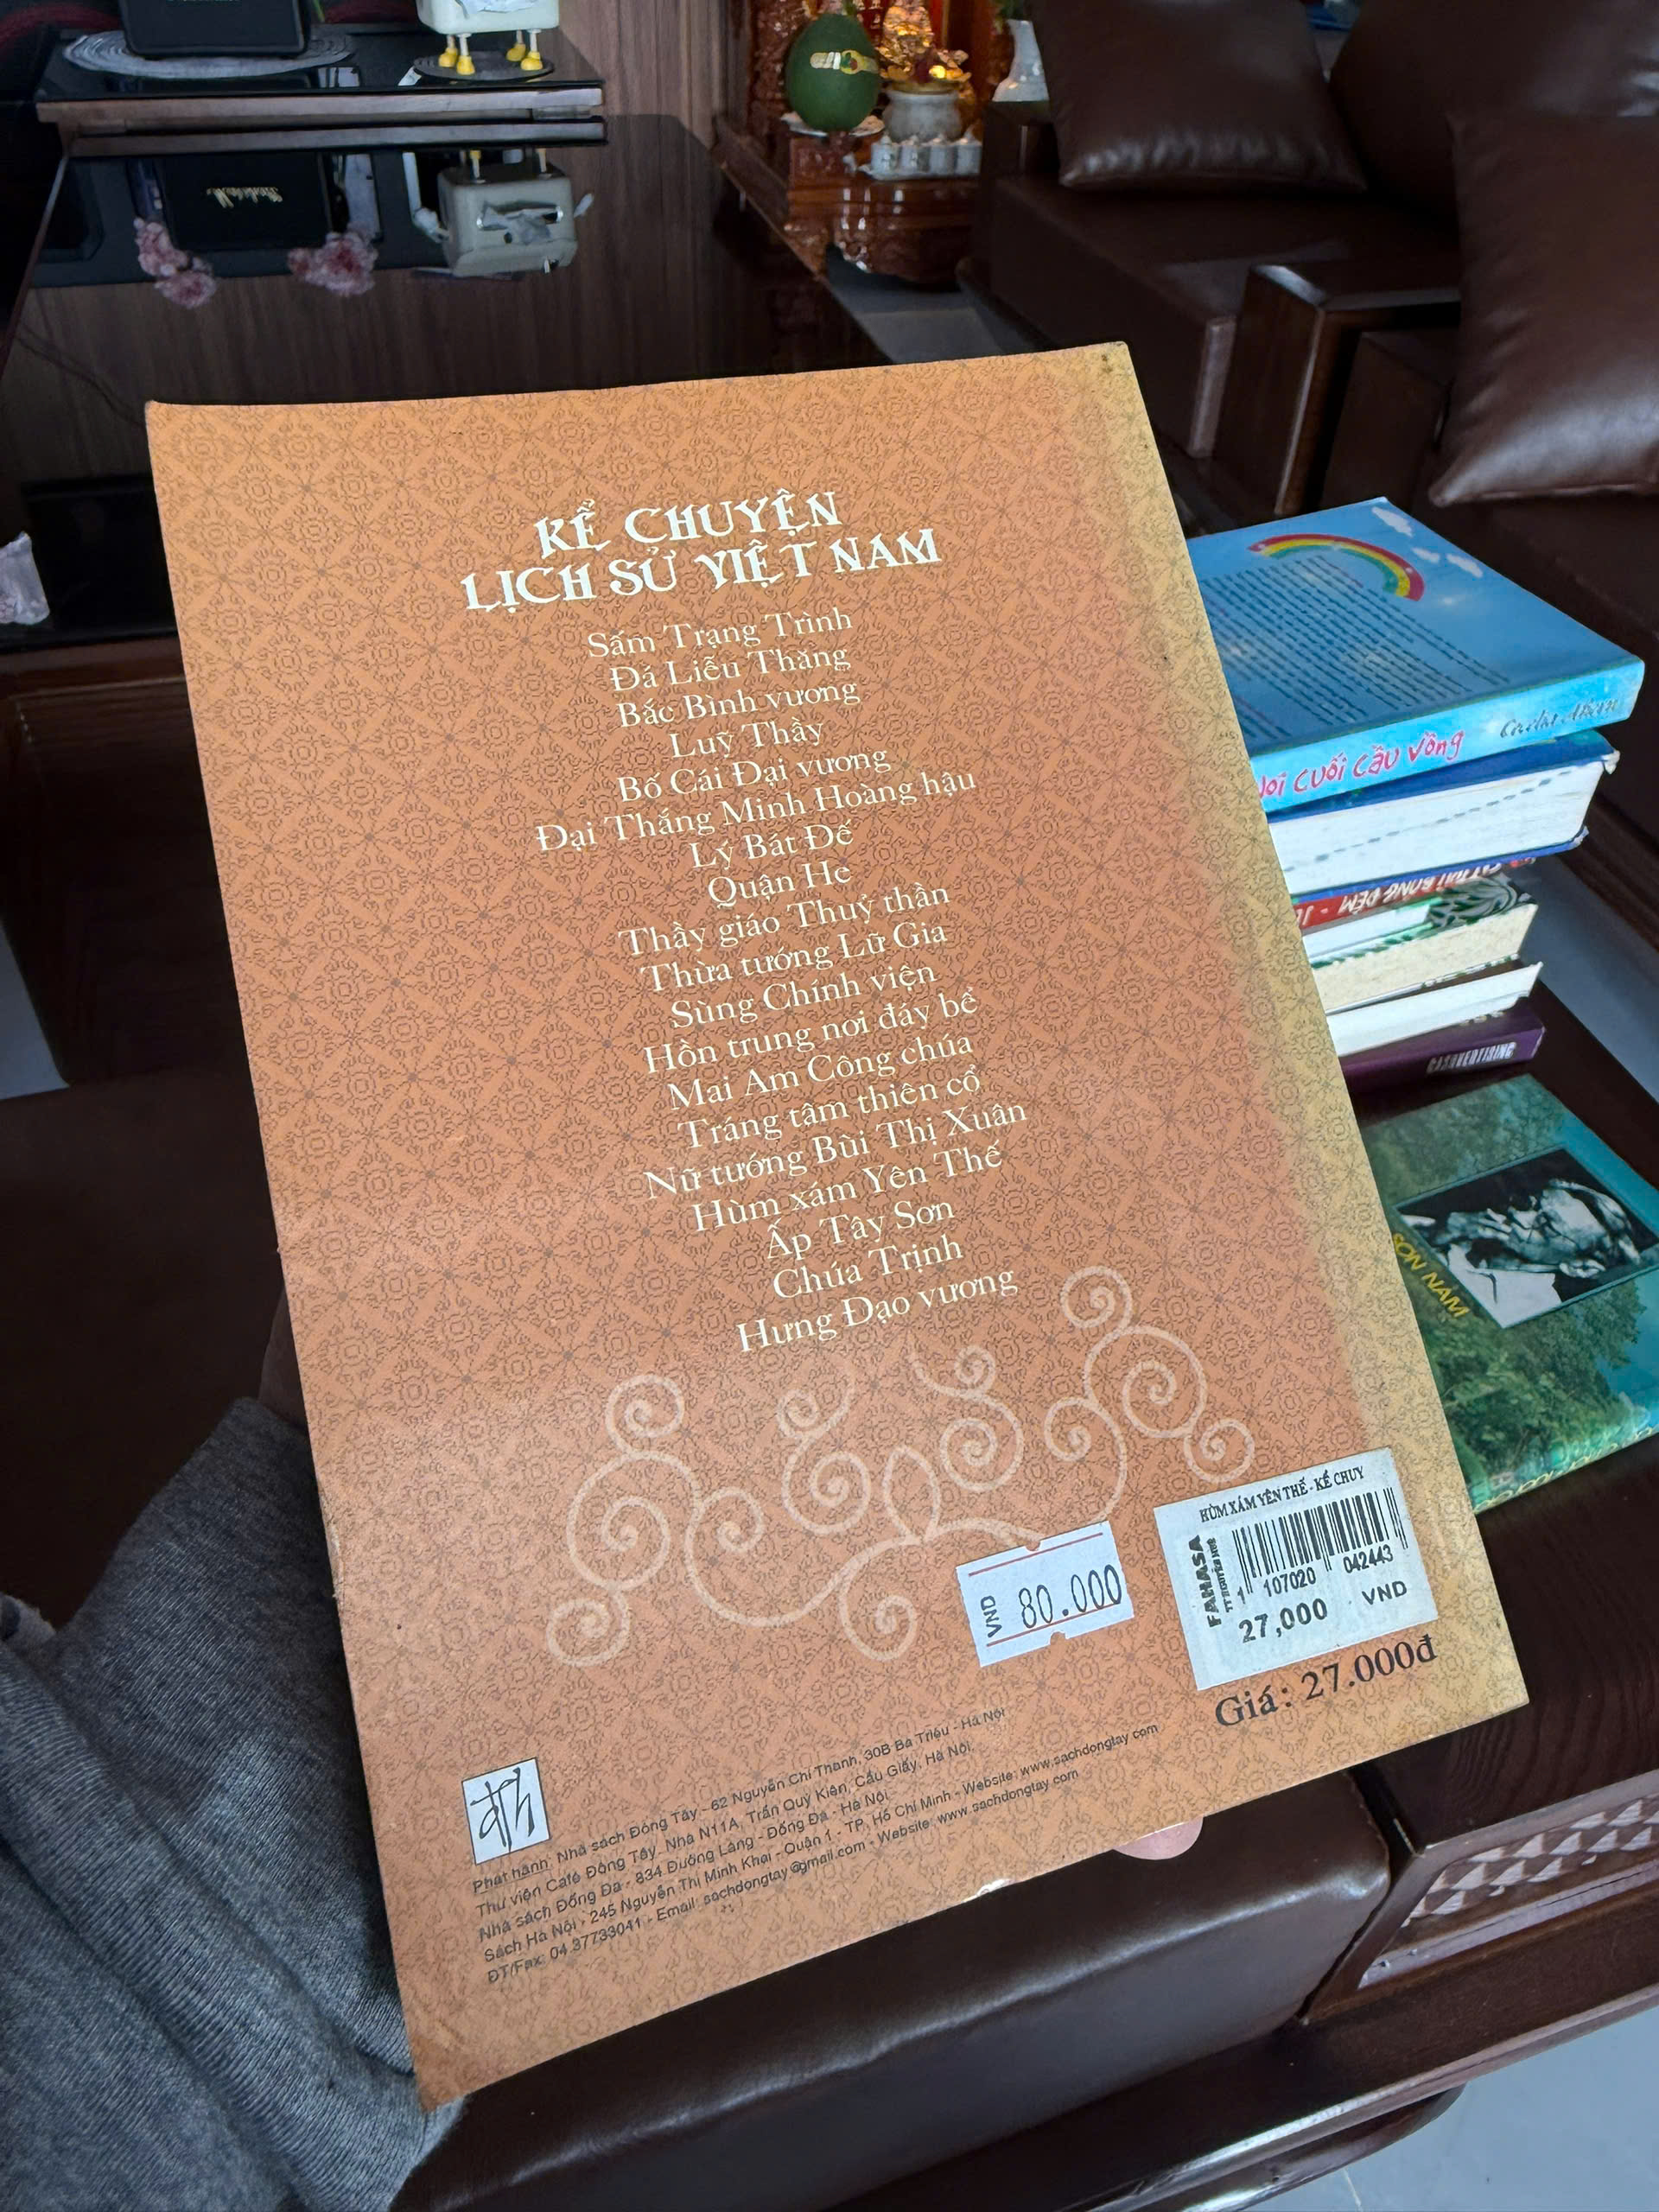 KỂ CHUYỆN
LỊCH SỬ VIỆT NAM
Sấm Trạng Trình
Đá Liễu Thăng
Bắc Bình vương
Luỹ Thầy
Bố Cái Đại vương
Đại Thắng Minh Hoàng hậu
Lý Bát Đế
Quận He
Thầy giáo Thuỷ thần
Thừa tướng Lữ Gia
Sùng Chính viện
Hồn trung nơi đáy bể
Mai Am Công chúa
Tráng tâm thiên cổ
Nữ tướng Bùi Thị Xuân
Hùm xám Yên Thế
Ấp Tây Sơn
Chúa Trịnh
Hưng Đạo vương
VND 80.000
HÙM XÁM YÊN THẾ - KỂ CHUY
FAHASA
1 107020 042443
27,000 VND
Giá: 27.000đ
Phát hành: Nhà sách Đông Tây - 62 Nguyễn Chí Thanh, 30B Bà Triệu - Hà Nội
Thư viện Café Đông Tây, Nhà N11A, Trần Quý Kiên, Cầu Giấy, Hà Nội.
Nhà sách Đống Đa - 834 Đường Láng - Đống Đa - Hà Nội
Sách Hà Nội - 245 Nguyễn Thị Minh Khai - Quận 1 - TP. Hồ Chí Minh - Website: www.sachdongtay.com
ĐT/Fax: 04.37733041 - Email: sachdongtay@gmail.com - Website: www.sachdongtay.com
Nơi cuối cầu vồng
CASHVERTISING
SƠN NAM